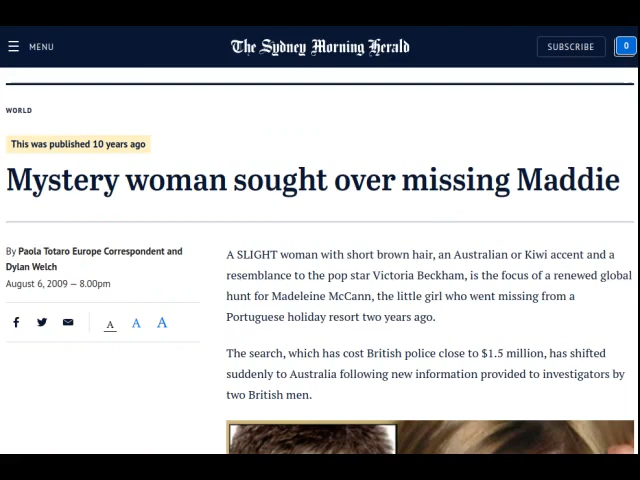 MENU
The Sydney Morning Herald
SUBSCRIBE
0
WORLD
This was published 10 years ago
Mystery woman sought over missing Maddie
By Paola Totaro Europe Correspondent and
Dylan Welch
August 6, 2009 — 8.00pm
A A A
A SLIGHT woman with short brown hair, an Australian or Kiwi accent and a
resemblance to the pop star Victoria Beckham, is the focus of a renewed global
hunt for Madeleine McCann, the little girl who went missing from a
Portuguese holiday resort two years ago.
The search, which has cost British police close to $1.5 million, has shifted
suddenly to Australia following new information provided to investigators by
two British men.